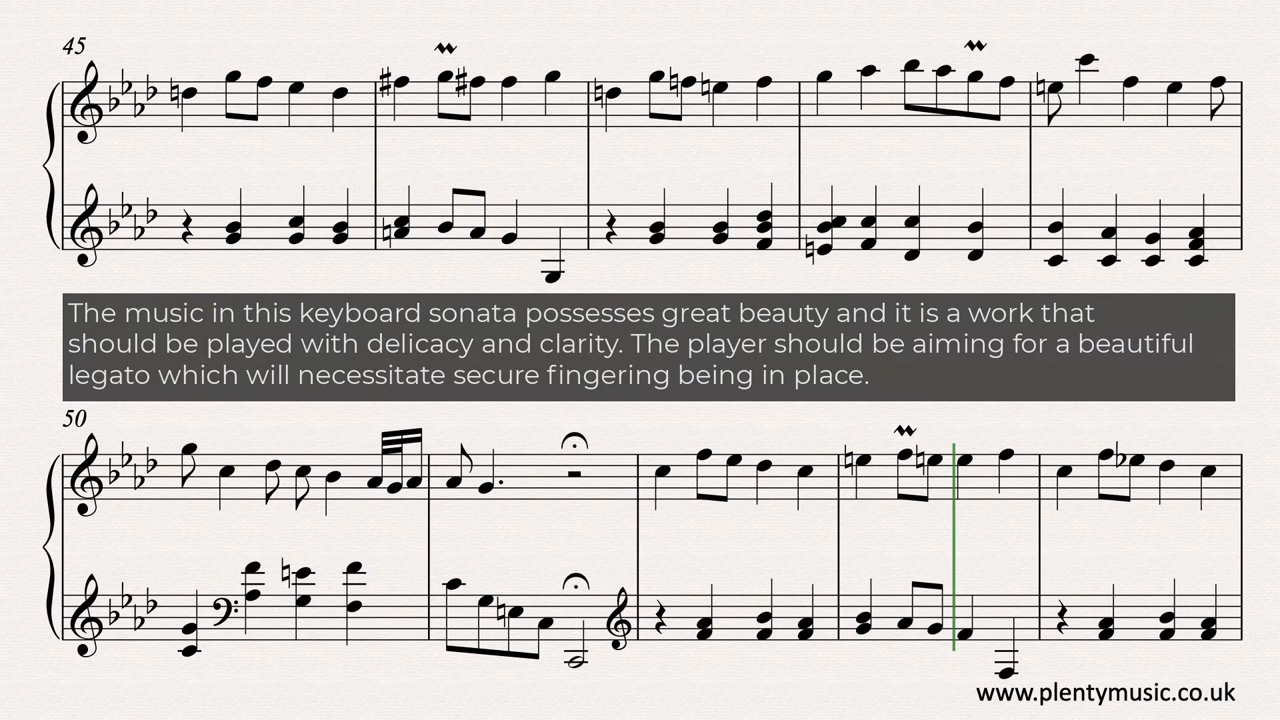 45
The music in this keyboard sonata possesses great beauty and it is a work that
should be played with delicacy and clarity. The player should be aiming for a beautiful
legato which will necessitate secure fingering being in place.
50
www.plentymusic.co.uk